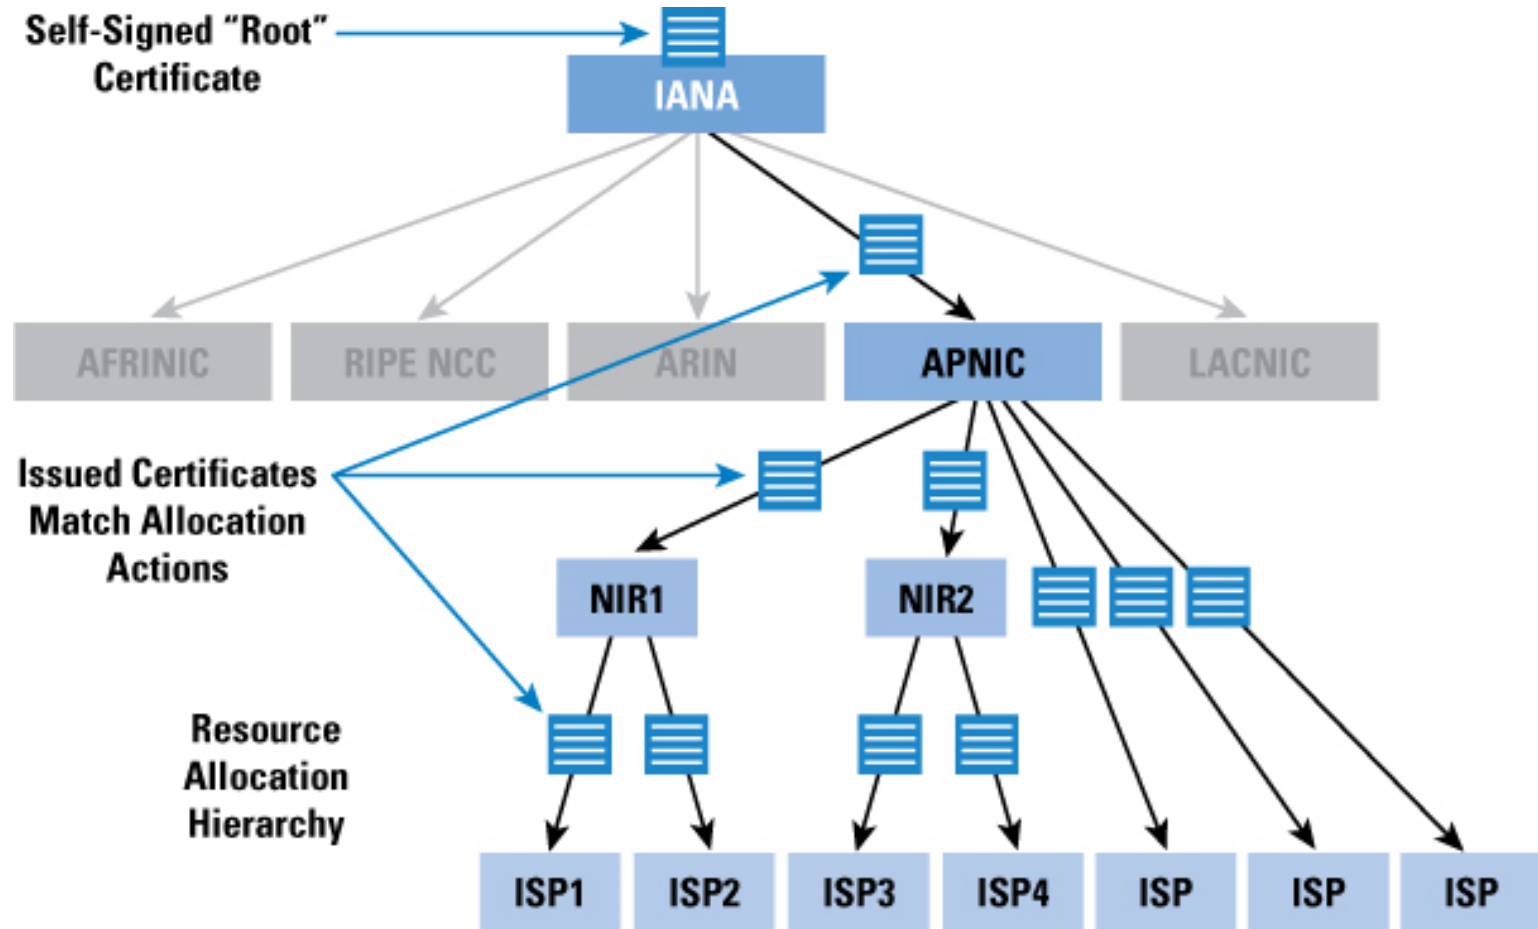 Self-Signed “Root”
Certificate
IANA
AFRINIC
RIPE NCC
ARIN
APNIC
LACNIC
Issued Certificates
Match Allocation
Actions
NIR1
NIR2
Resource
Allocation
Hierarchy
ISP1
ISP2
ISP3
ISP4
ISP
ISP
ISP